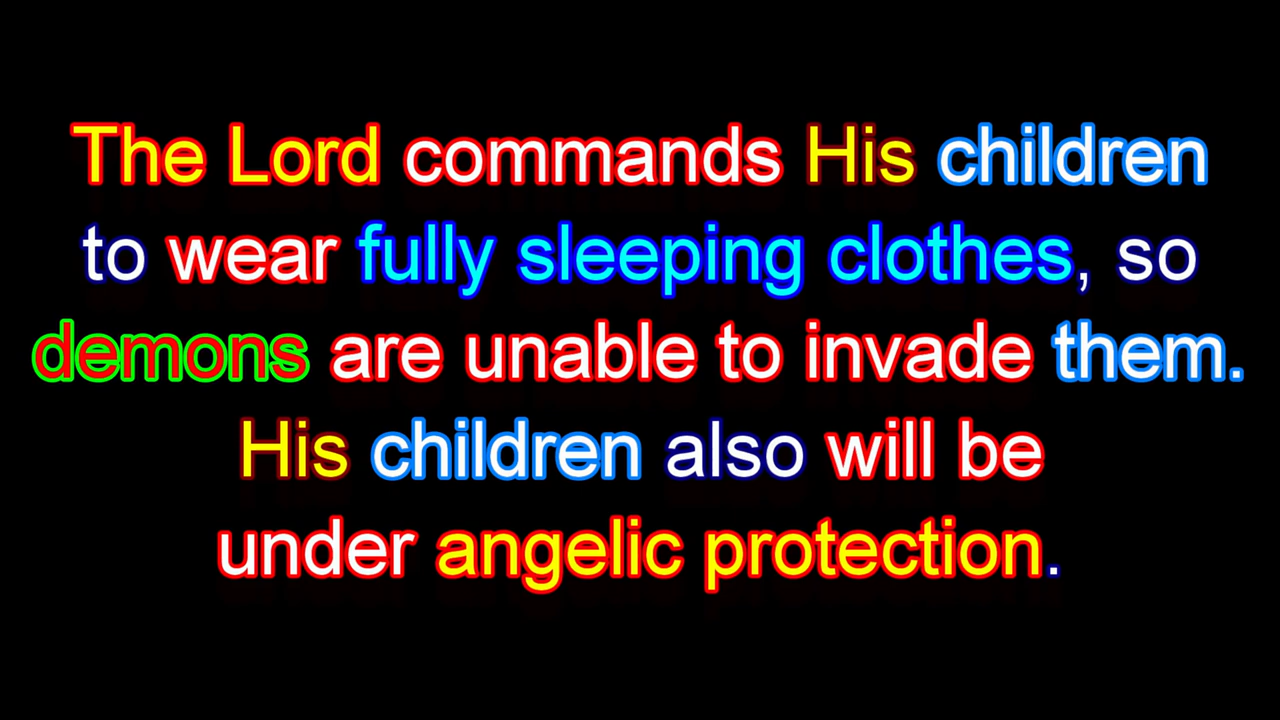 The Lord commands His children
to wear fully sleeping clothes, so
demons are unable to invade them.
His children also will be
under angelic protection.